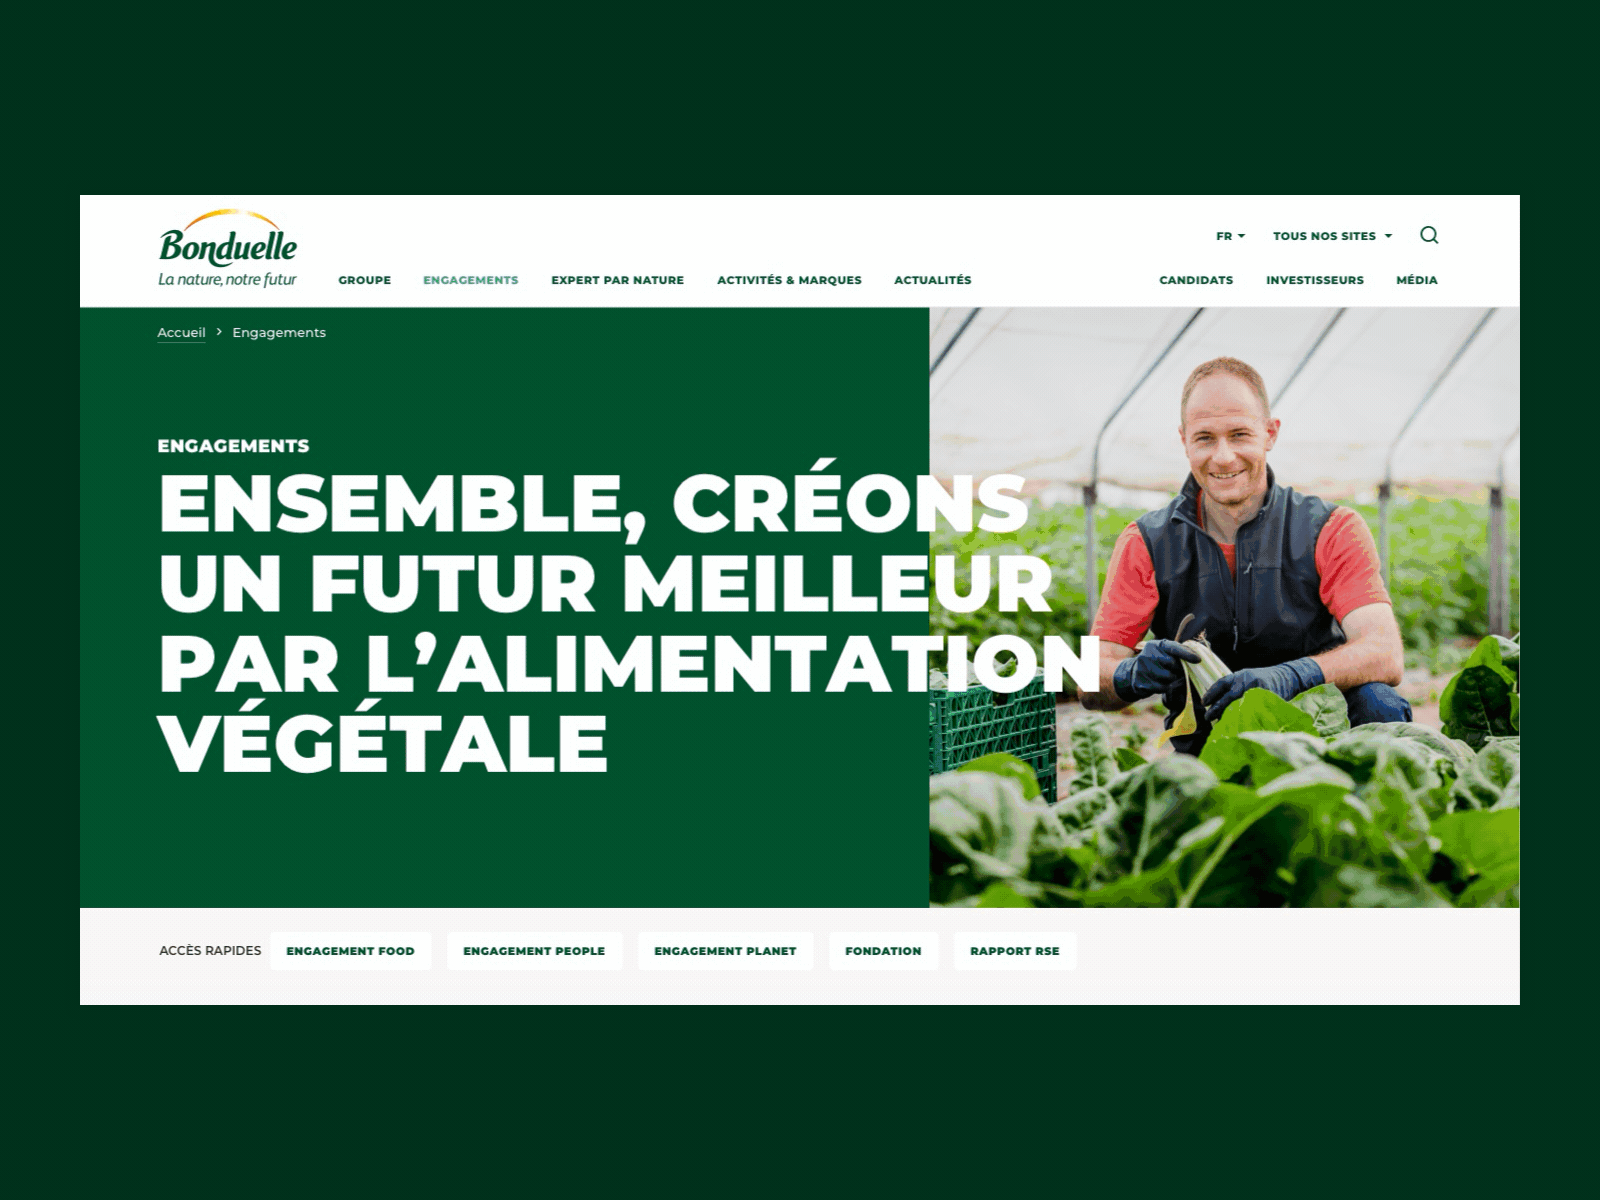 Bonduelle
La nature, notre futur
FR
TOUS NOS SITES
GROUPE ENGAGEMENTS EXPERT PAR NATURE ACTIVITÉS & MARQUES ACTUALITÉS CANDIDATS INVESTISSEURS MÉDIA
Accueil > Engagements
ENGAGEMENTS
ENSEMBLE, CRÉONS
UN FUTUR MEILLEUR
PAR L’ALIMENTATION
VÉGÉTALE
ACCÈS RAPIDES ENGAGEMENT FOOD ENGAGEMENT PEOPLE ENGAGEMENT PLANET FONDATION RAPPORT RSE